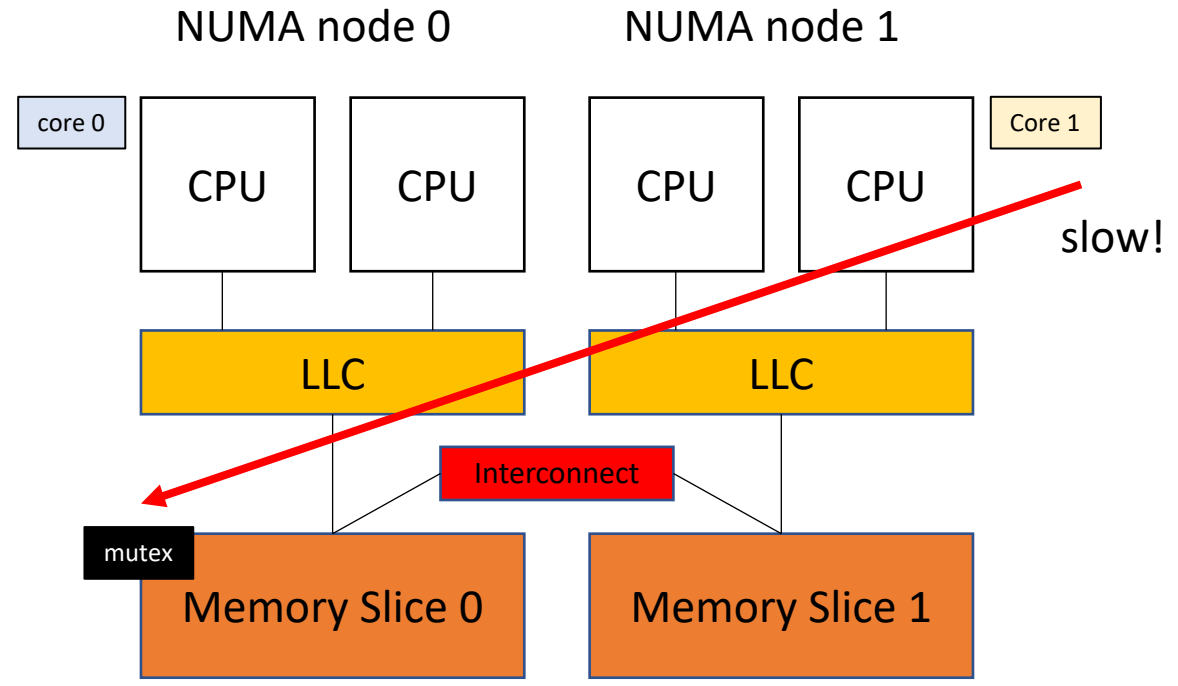 NUMA node 0
NUMA node 1
core 0
CPU
CPU
CPU
CPU
Core 1
slow!
LLC
LLC
Interconnect
mutex
Memory Slice 0
Memory Slice 1